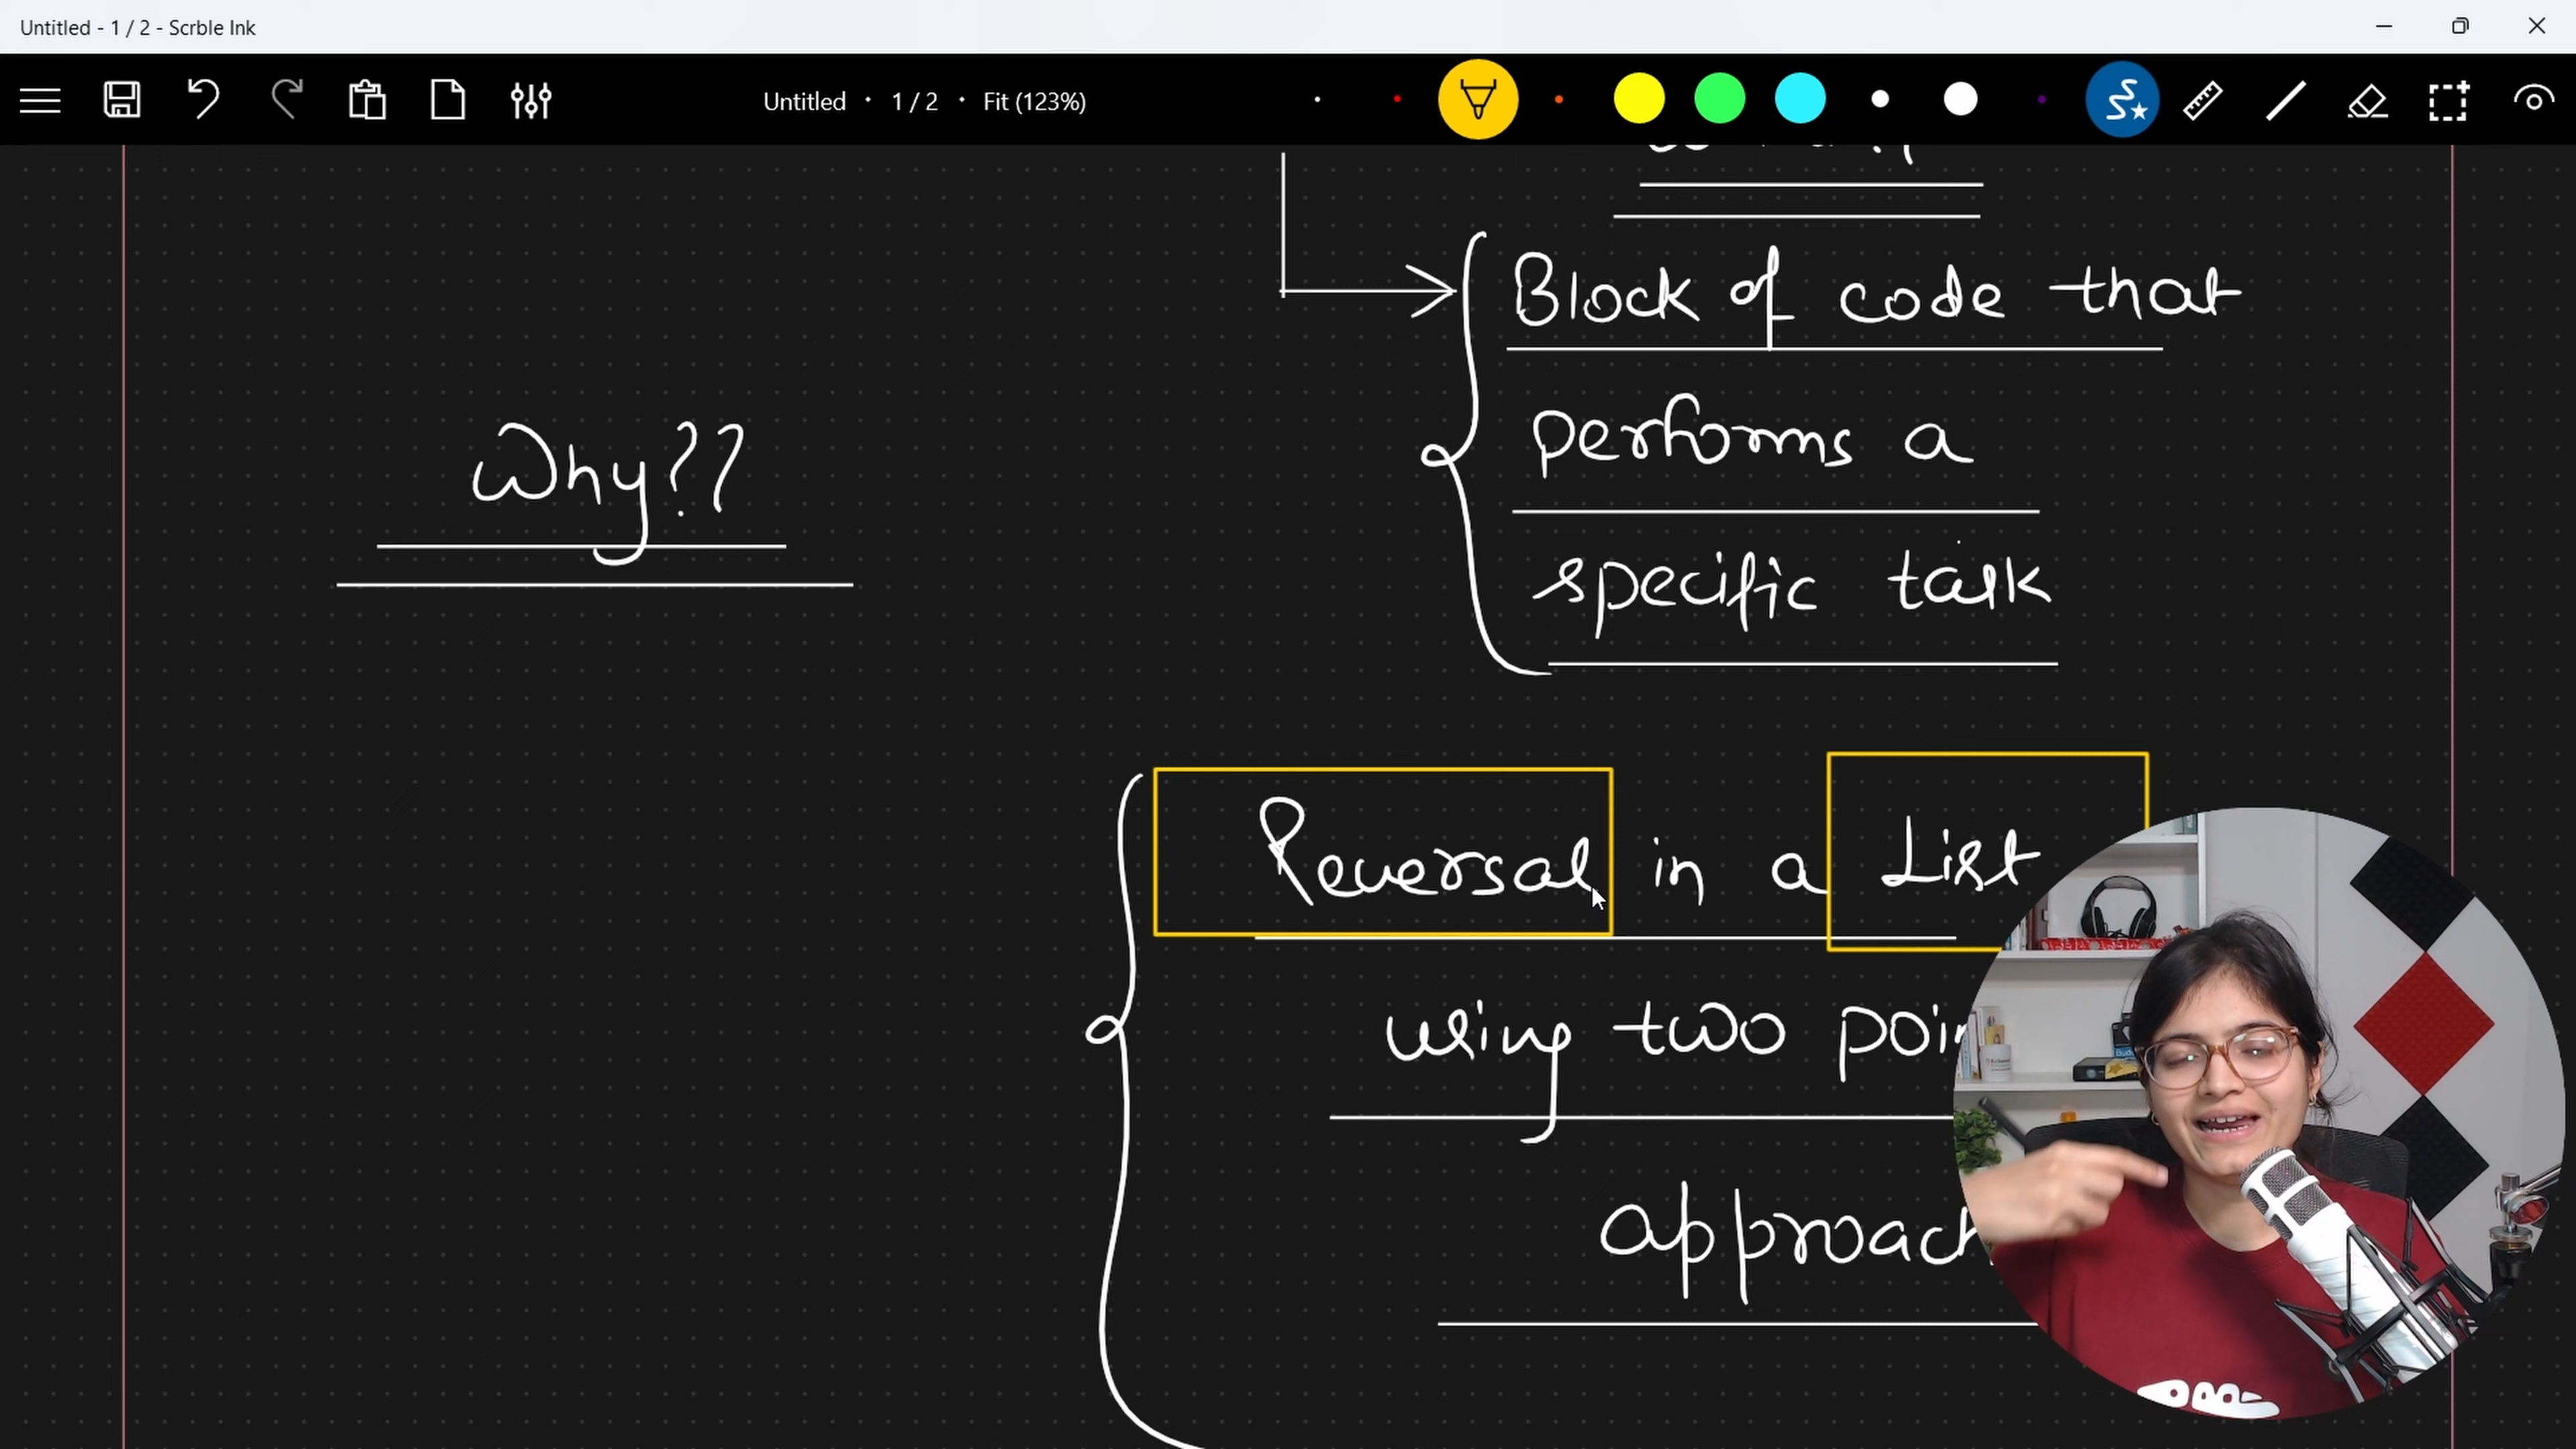 Untitled - 1 / 2 - Scrble Ink
Untitled • 1 / 2 • Fit (123%)
Block of code that
performs a
specific task
Why??
Reversal in a List
using two
approach